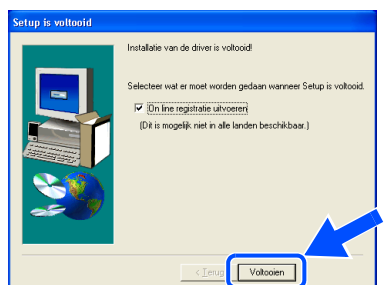 Setup is voltooid
Installatie van de driver is voltooid!
Selecteer wat er moet worden gedaan wanneer Setup is voltooid.
On line registratie uitvoeren
(Dit is mogelijk niet in alle landen beschikbaar.)
< Terug
Voltooien